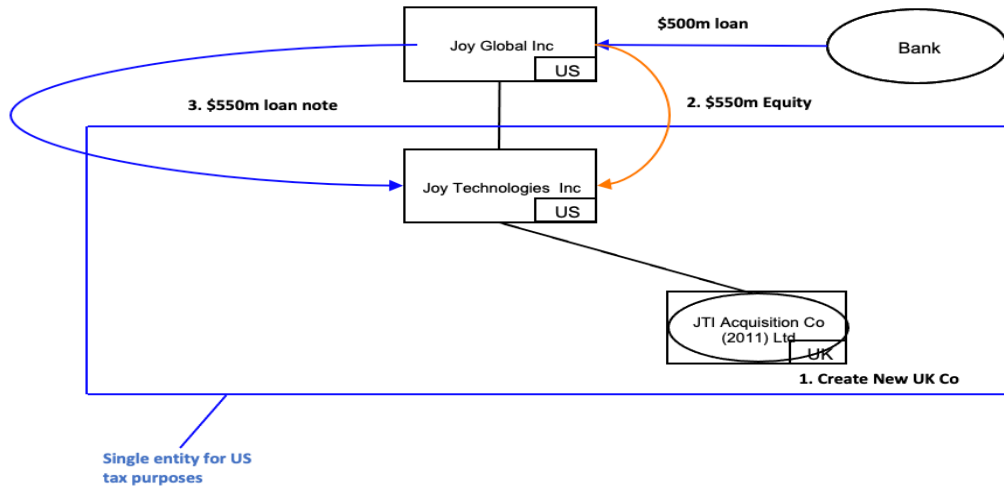 $500m loan
Joy Global Inc
US
Bank
3. $550m loan note
2. $550m Equity
Joy Technologies Inc
US
JTI Acquisition Co
(2011) Ltd
UK
1. Create New UK Co
Single entity for US
tax purposes